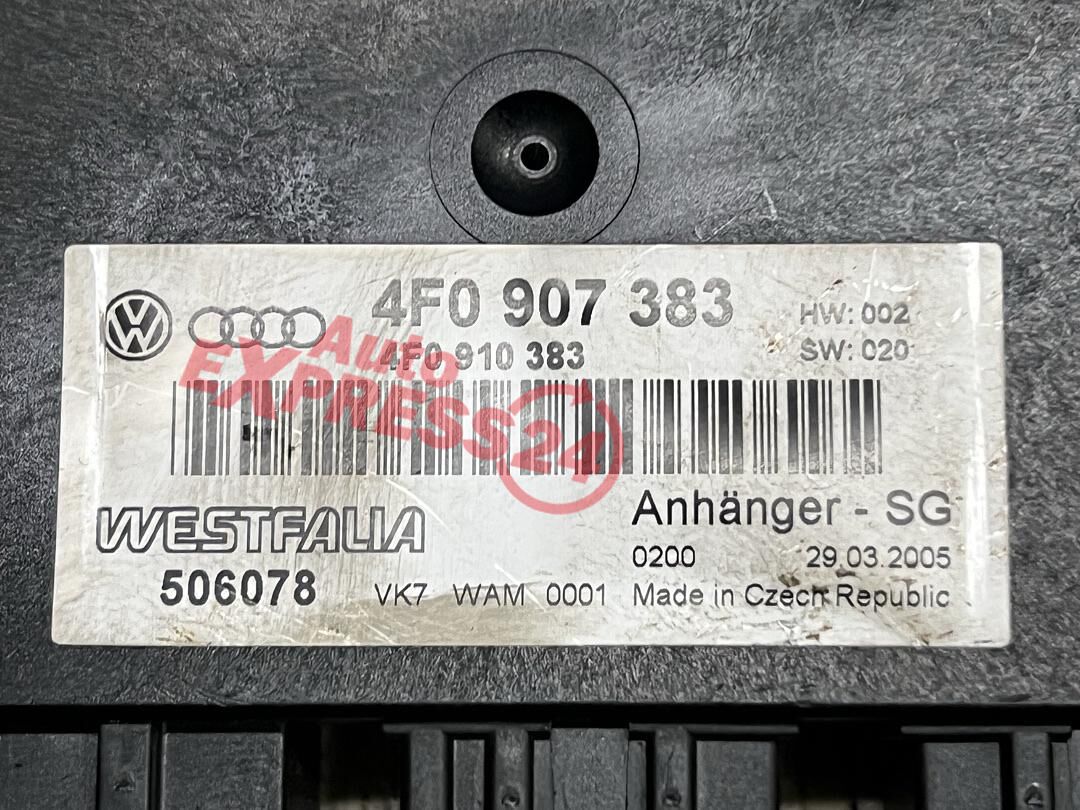 4F0 907 383
HW: 002
4F0 910 383
SW: 020
Auto
EXPRESS24
WESTFALIA
Anhänger - SG
506078
0200 29.03.2005
VK7 WAM 0001 Made in Czech Republic